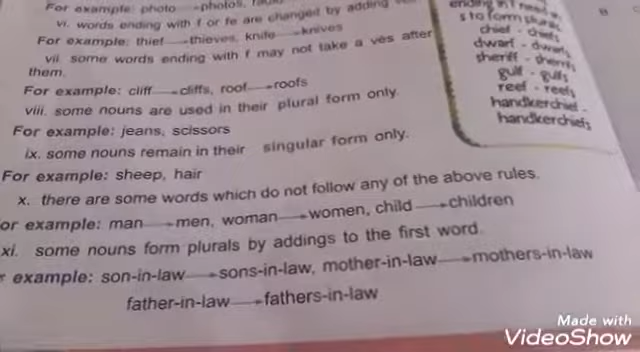 For example: photo → photos,
vi. words ending with f or fe are changed by adding
For example: thief → thieves, knife → knives
vii. some words ending with f may not take a ves after
them.
For example: cliff → cliffs, roof → roofs
viii. some nouns are used in their plural form only.
For example: jeans, scissors
ix. some nouns remain in their singular form only.
For example: sheep, hair
x. there are some words which do not follow any of the above rules.
or example: man → men, woman → women, child → children
xi. some nouns form plurals by addings to the first word.
example: son-in-law → sons-in-law, mother-in-law → mothers-in-law
father-in-law → fathers-in-law
ending in f need
s to form plurals
chief - chiefs
dwarf - dwarfs
sheriff - sheriffs
gulf - gulfs
reef - reefs
handkerchief -
handkerchiefs
Made with
VideoShow